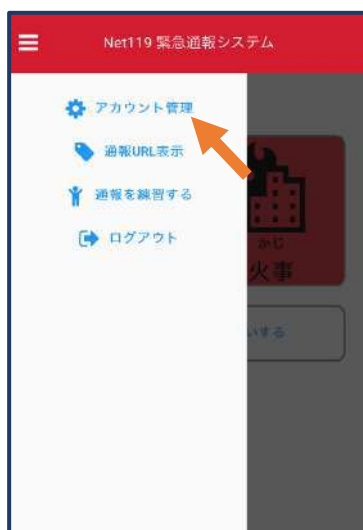 Net119 緊急通報システム
アカウント管理
通報URL表示
通報を練習する
ログアウト
かじ
火事
いする